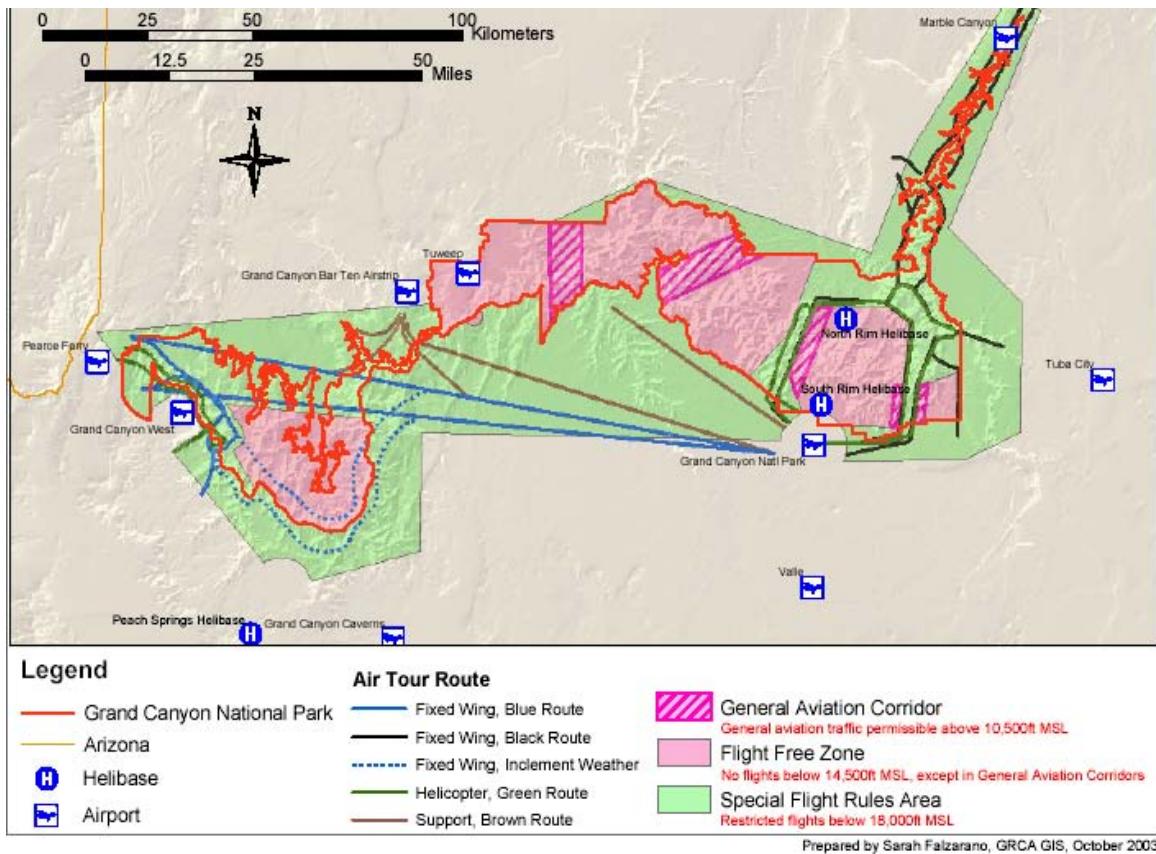 0 25 50 100
Kilometers
0 12.5 25 50
Miles
N
Marble Canyon
Tuweep
Grand Canyon Bar Ten Airstrip
Pearce Ferry
North Rim Helibase
Tuba City
South Rim Helibase
Grand Canyon West
Grand Canyon Natl Park
Valle
Peach Springs Helibase
H
Grand Canyon Caverns
H
H
Legend
Grand Canyon National Park
Arizona
H Helibase
Airport
Air Tour Route
Fixed Wing, Blue Route
Fixed Wing, Black Route
Fixed Wing, Inclement Weather
Helicopter, Green Route
Support, Brown Route
General Aviation Corridor
General aviation traffic permissible above 10,500ft MSL
Flight Free Zone
No flights below 14,500ft MSL, except in General Aviation Corridors
Special Flight Rules Area
Restricted flights below 18,000ft MSL
Prepared by Sarah Falzarano, GRCA GIS, October 2003